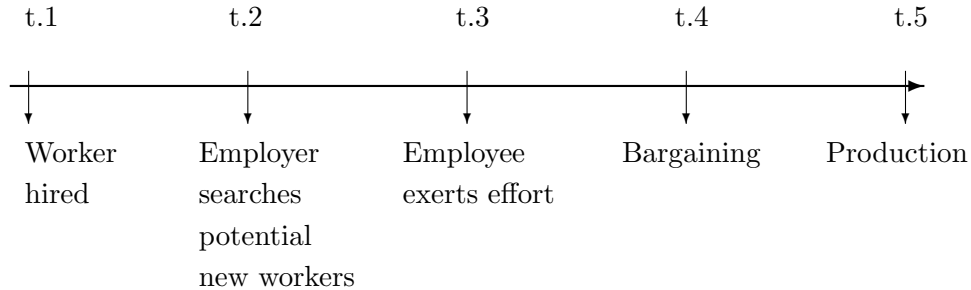 t.1 t.2 t.3 t.4 t.5
Worker Employer Employee Bargaining Production
hired searches exerts effort
potential
new workers